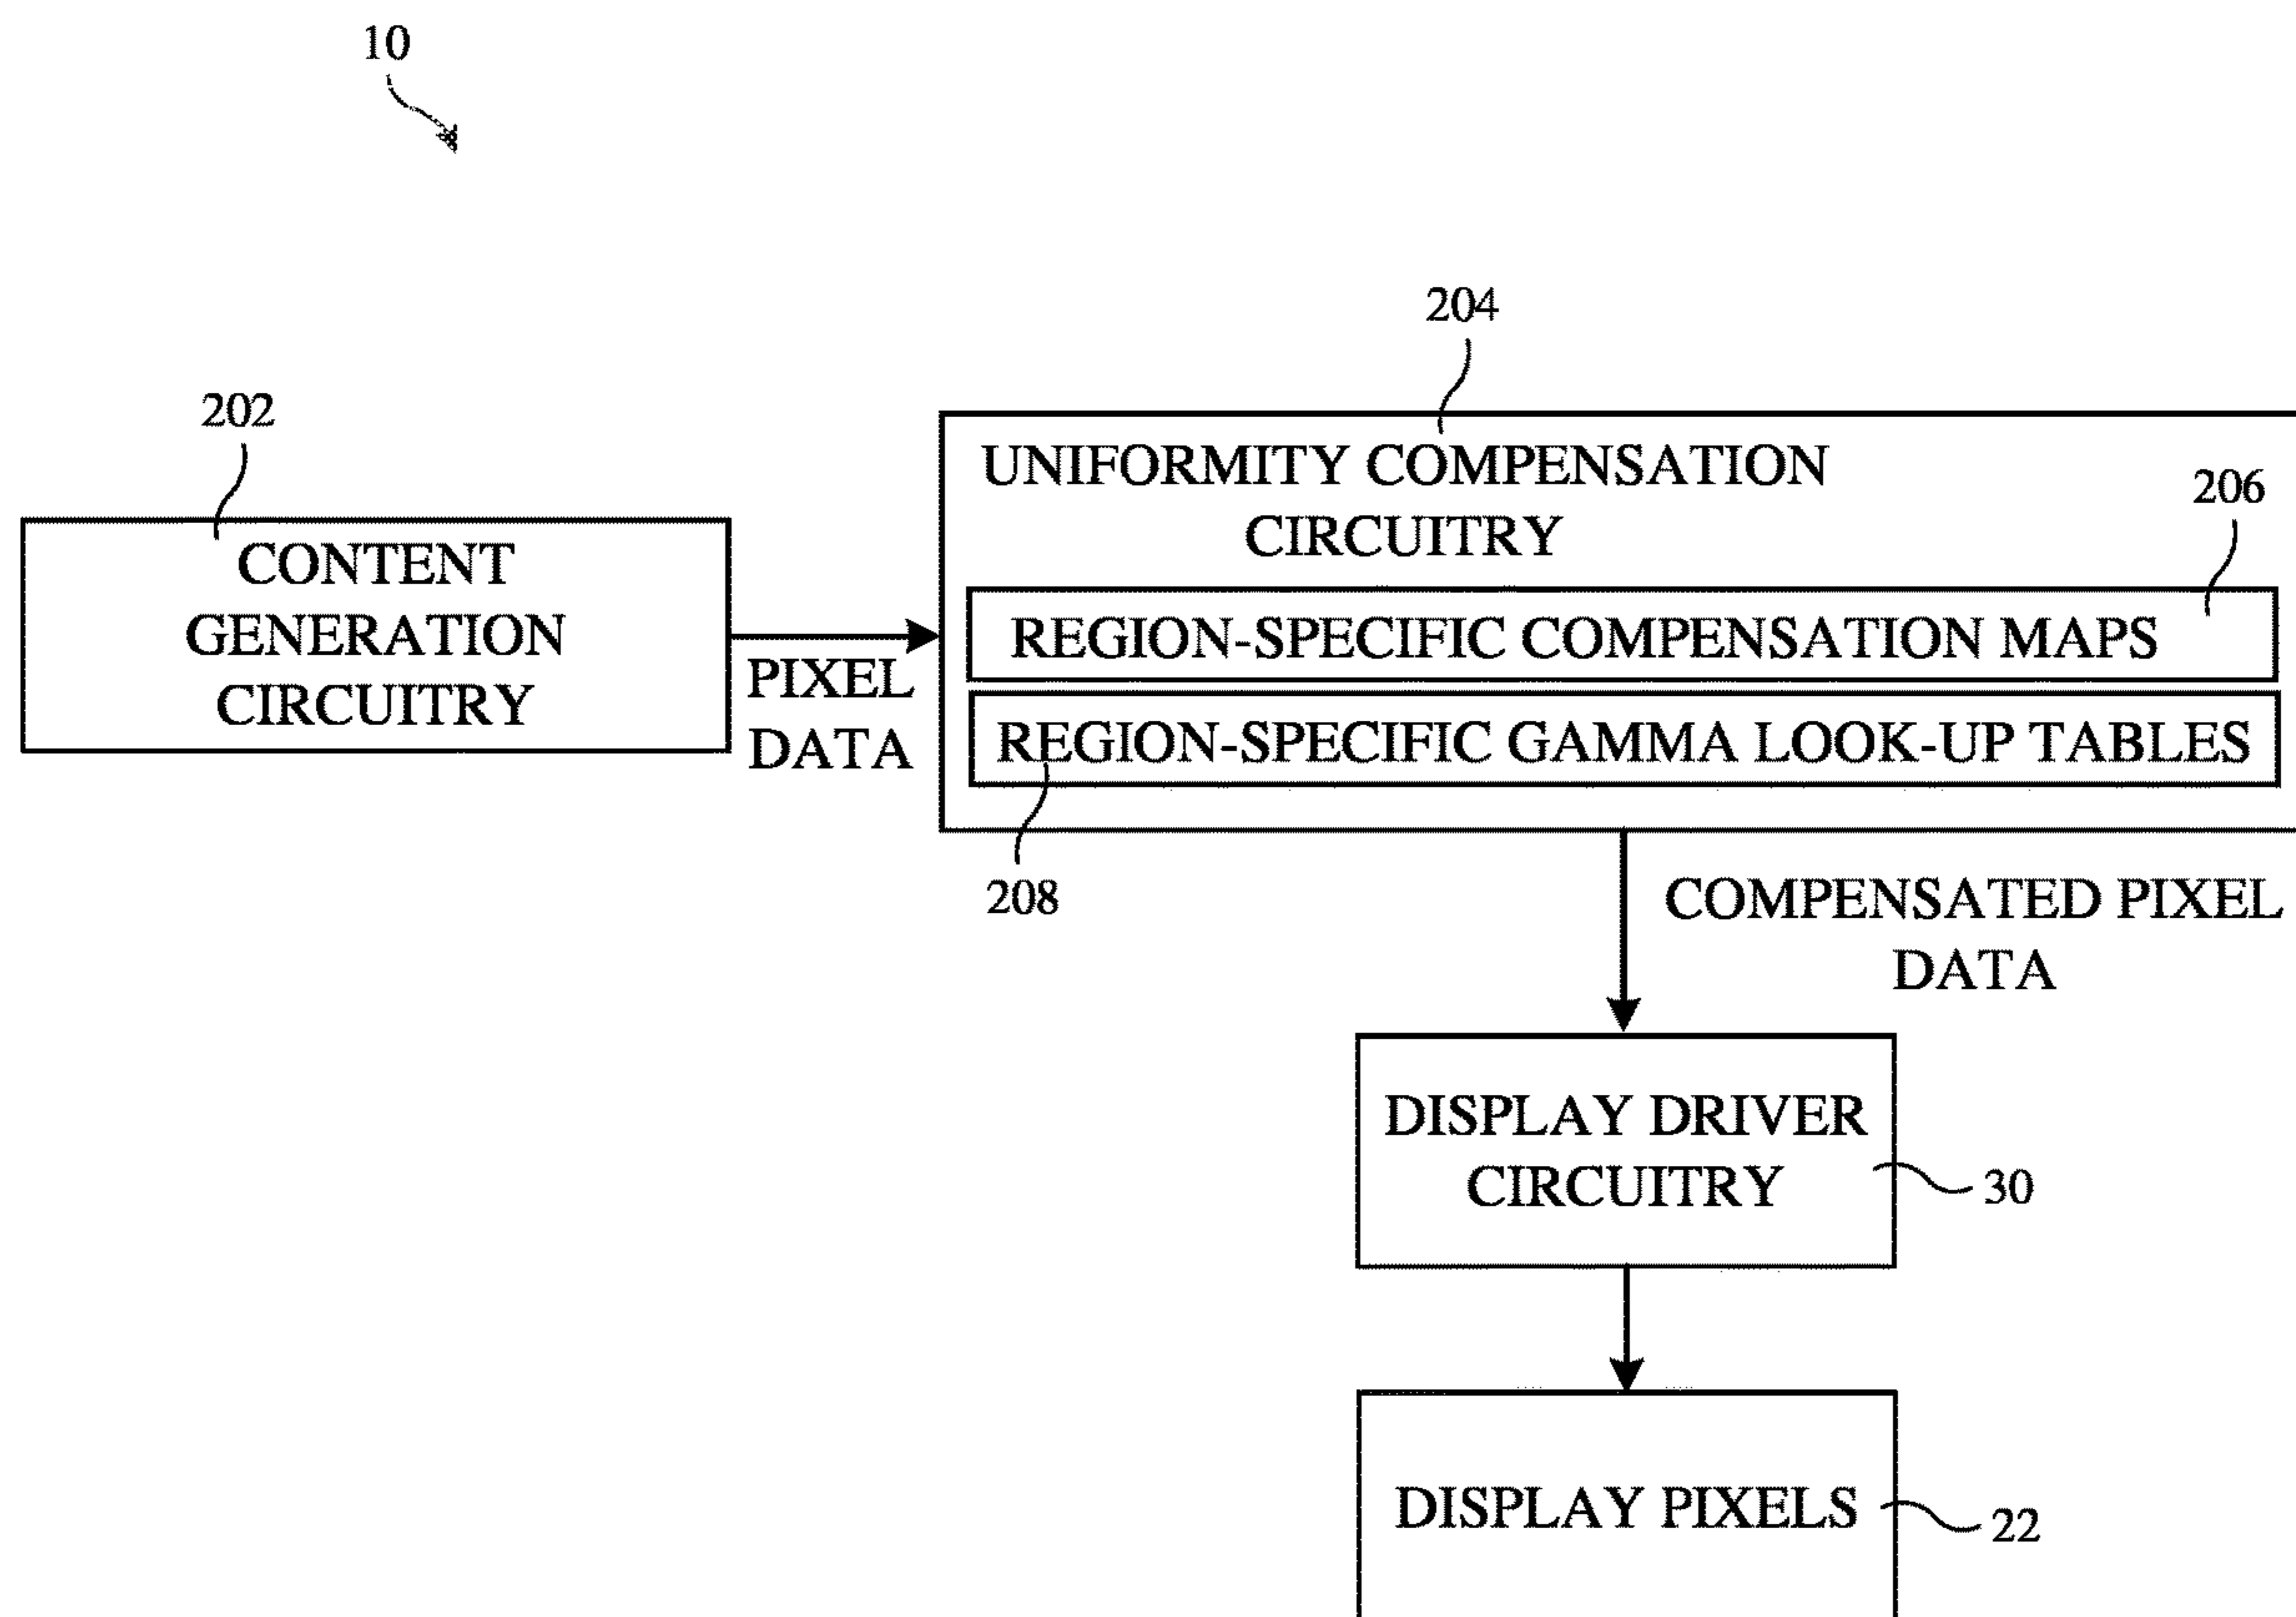 10
204
202
UNIFORMITY COMPENSATION
CIRCUITRY
206
CONTENT
GENERATION
CIRCUITRY
PIXEL
DATA
REGION-SPECIFIC COMPENSATION MAPS
REGION-SPECIFIC GAMMA LOOK-UP TABLES
208
COMPENSATED PIXEL
DATA
DISPLAY DRIVER
CIRCUITRY
30
DISPLAY PIXELS
22